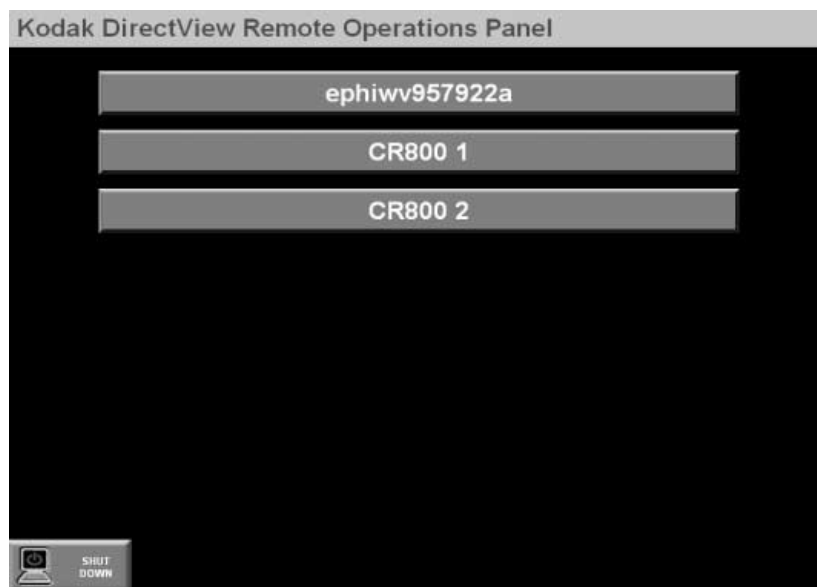 Kodak DirectView Remote Operations Panel
ephiwv957922a
CR800 1
CR800 2
SHUT
DOWN